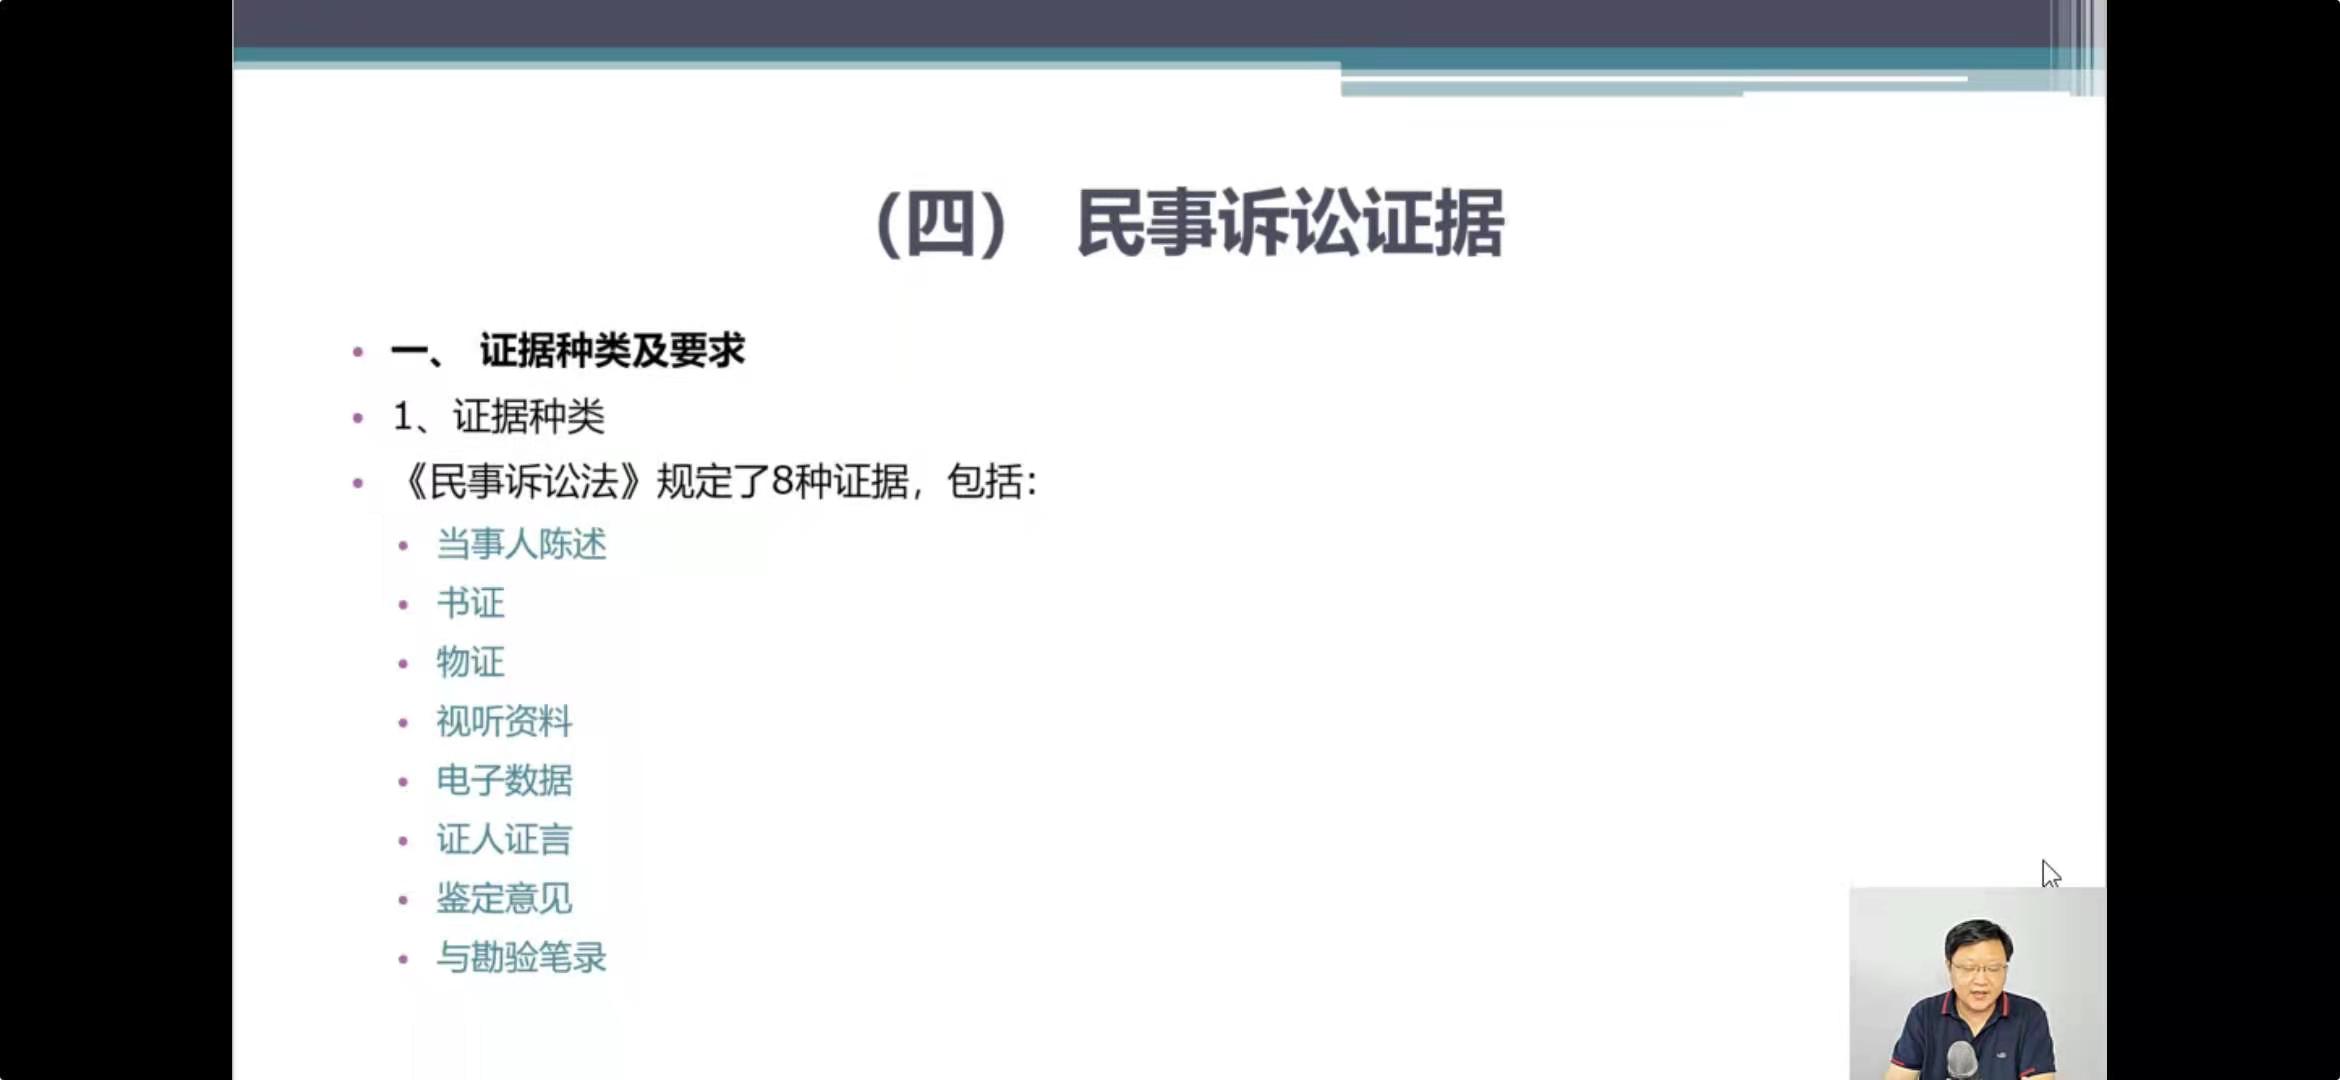 （四） 民事诉讼证据
一、 证据种类及要求
1、证据种类
《民事诉讼法》规定了8种证据，包括：
当事人陈述
书证
物证
视听资料
电子数据
证人证言
鉴定意见
与勘验笔录